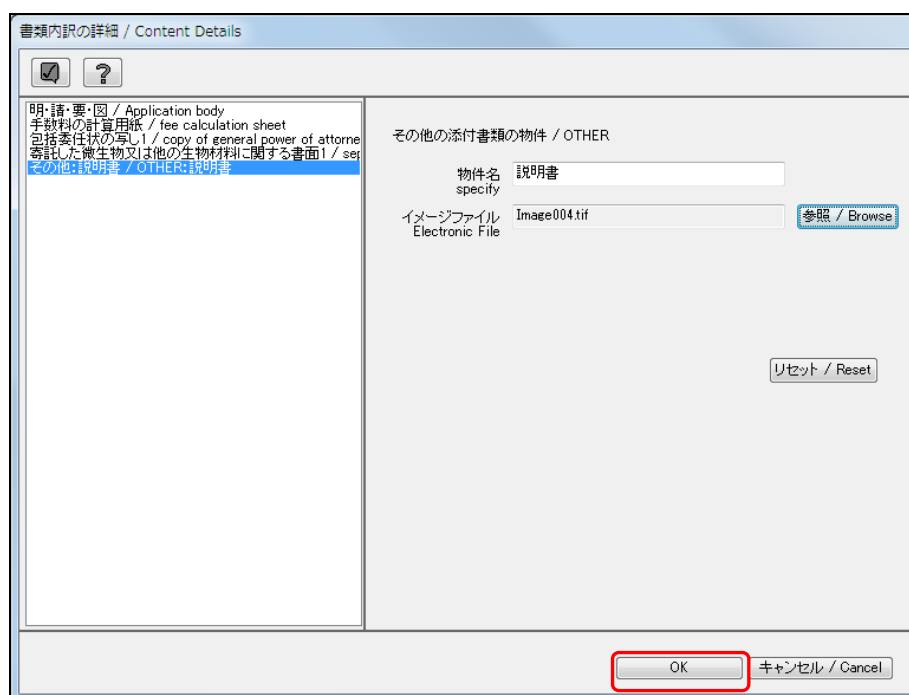 書類内訳の詳細 / Content Details
?
明・請・要・図 / Application body
手数料の計算用紙 / fee calculation sheet
包括委任状の写し1 / copy of general power of attorne
寄託した微生物又は他の生物材料に関する書面1 / sep
その他:説明書 / OTHER:説明書
その他の添付書類の物件 / OTHER
物件名 説明書
specify
イメージファイル Image004.tif 参照 / Browse
Electronic File
リセット / Reset
OK キャンセル / Cancel